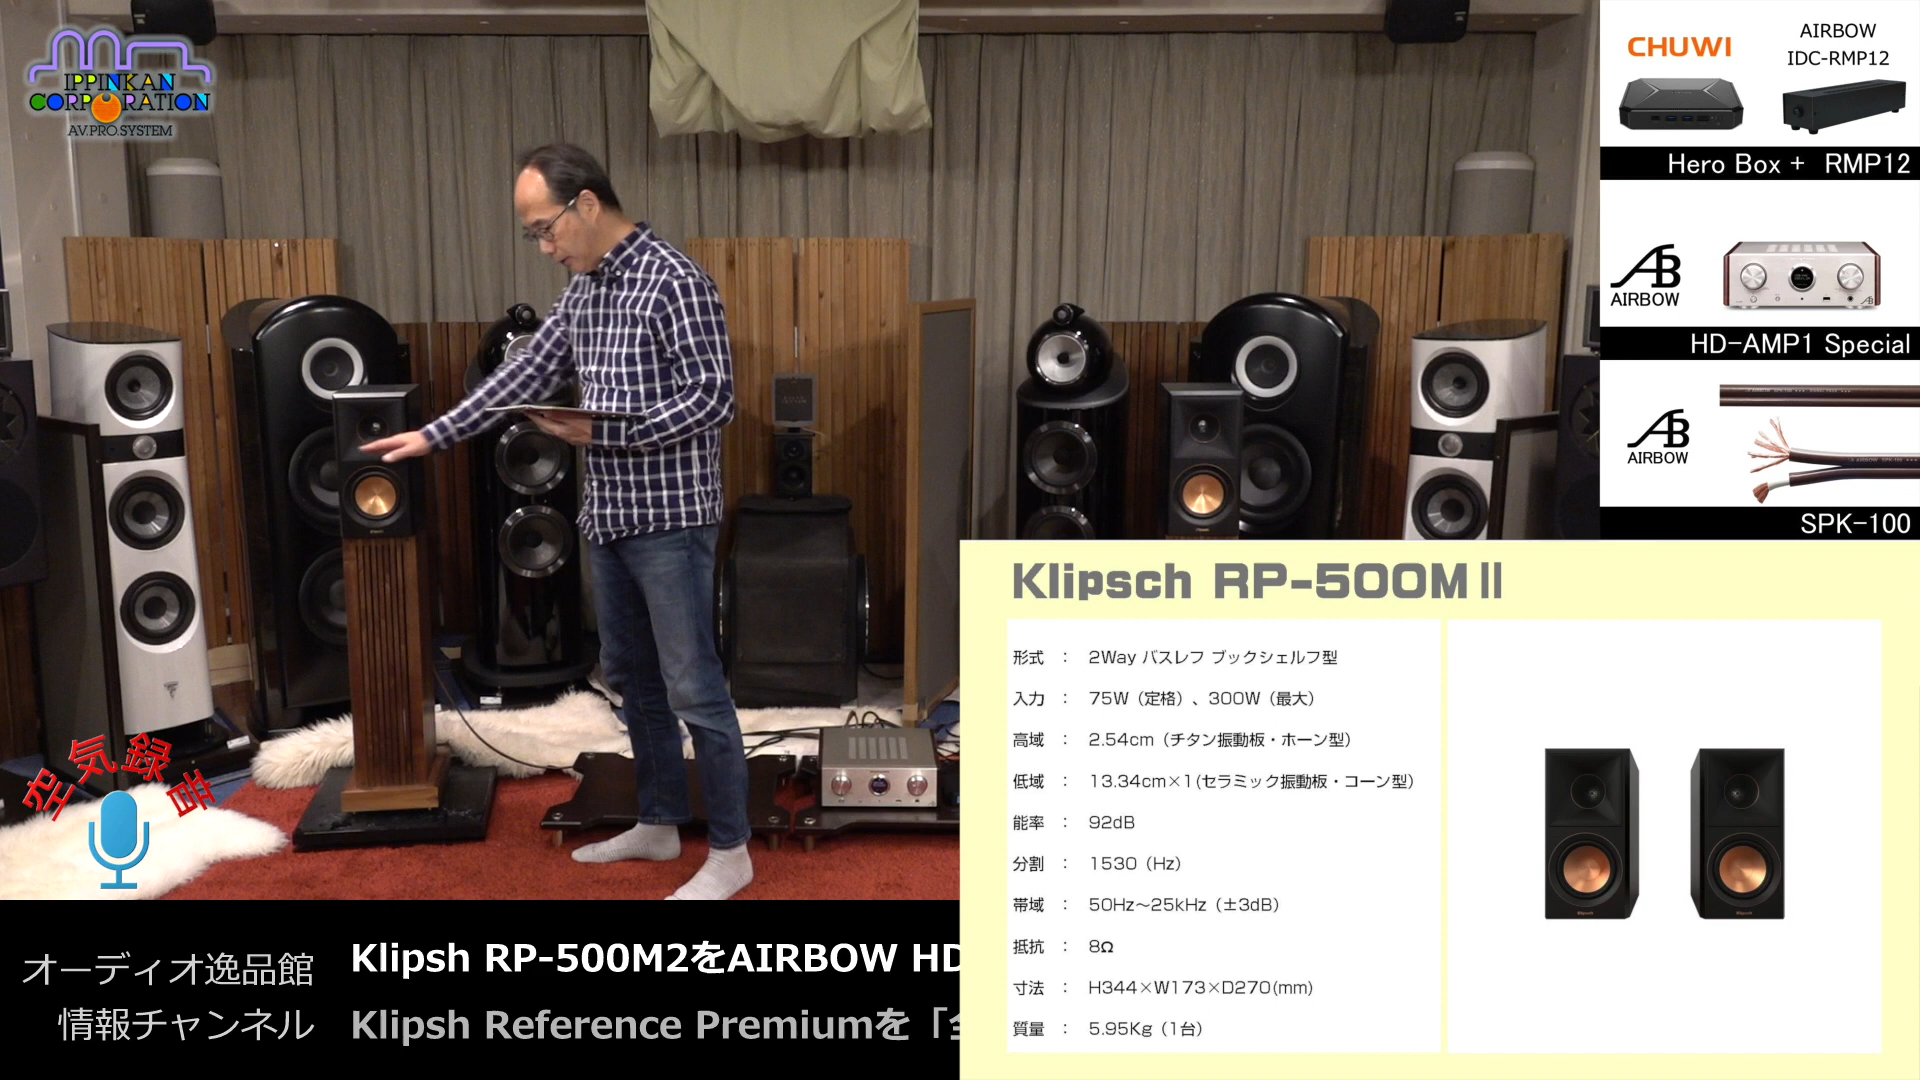 IPPINKAN
CORPORATION
AV.PRO.SYSTEM
CHUWI
AIRBOW
IDC-RMP12
Hero Box + RMP12
AIRBOW
HD-AMP1 Special
AIRBOW
SPK-100
Klipsch RP-500MⅡ
形式 : 2Way バスレフ ブックシェルフ型
入力 : 75W（定格）、300W（最大）
高域 : 2.54cm（チタン振動板・ホーン型）
低域 : 13.34cm×1(セラミック振動板・コーン型)
能率 : 92dB
分割 : 1530（Hz）
帯域 : 50Hz～25kHz（±3dB）
抵抗 : 8Ω
寸法 : H344×W173×D270(mm)
質量 : 5.95Kg（1台）
空気録音
オーディオ逸品館
情報チャンネル
Klipsh RP-500M2をAIRBOW HD
Klipsh Reference Premiumを「全